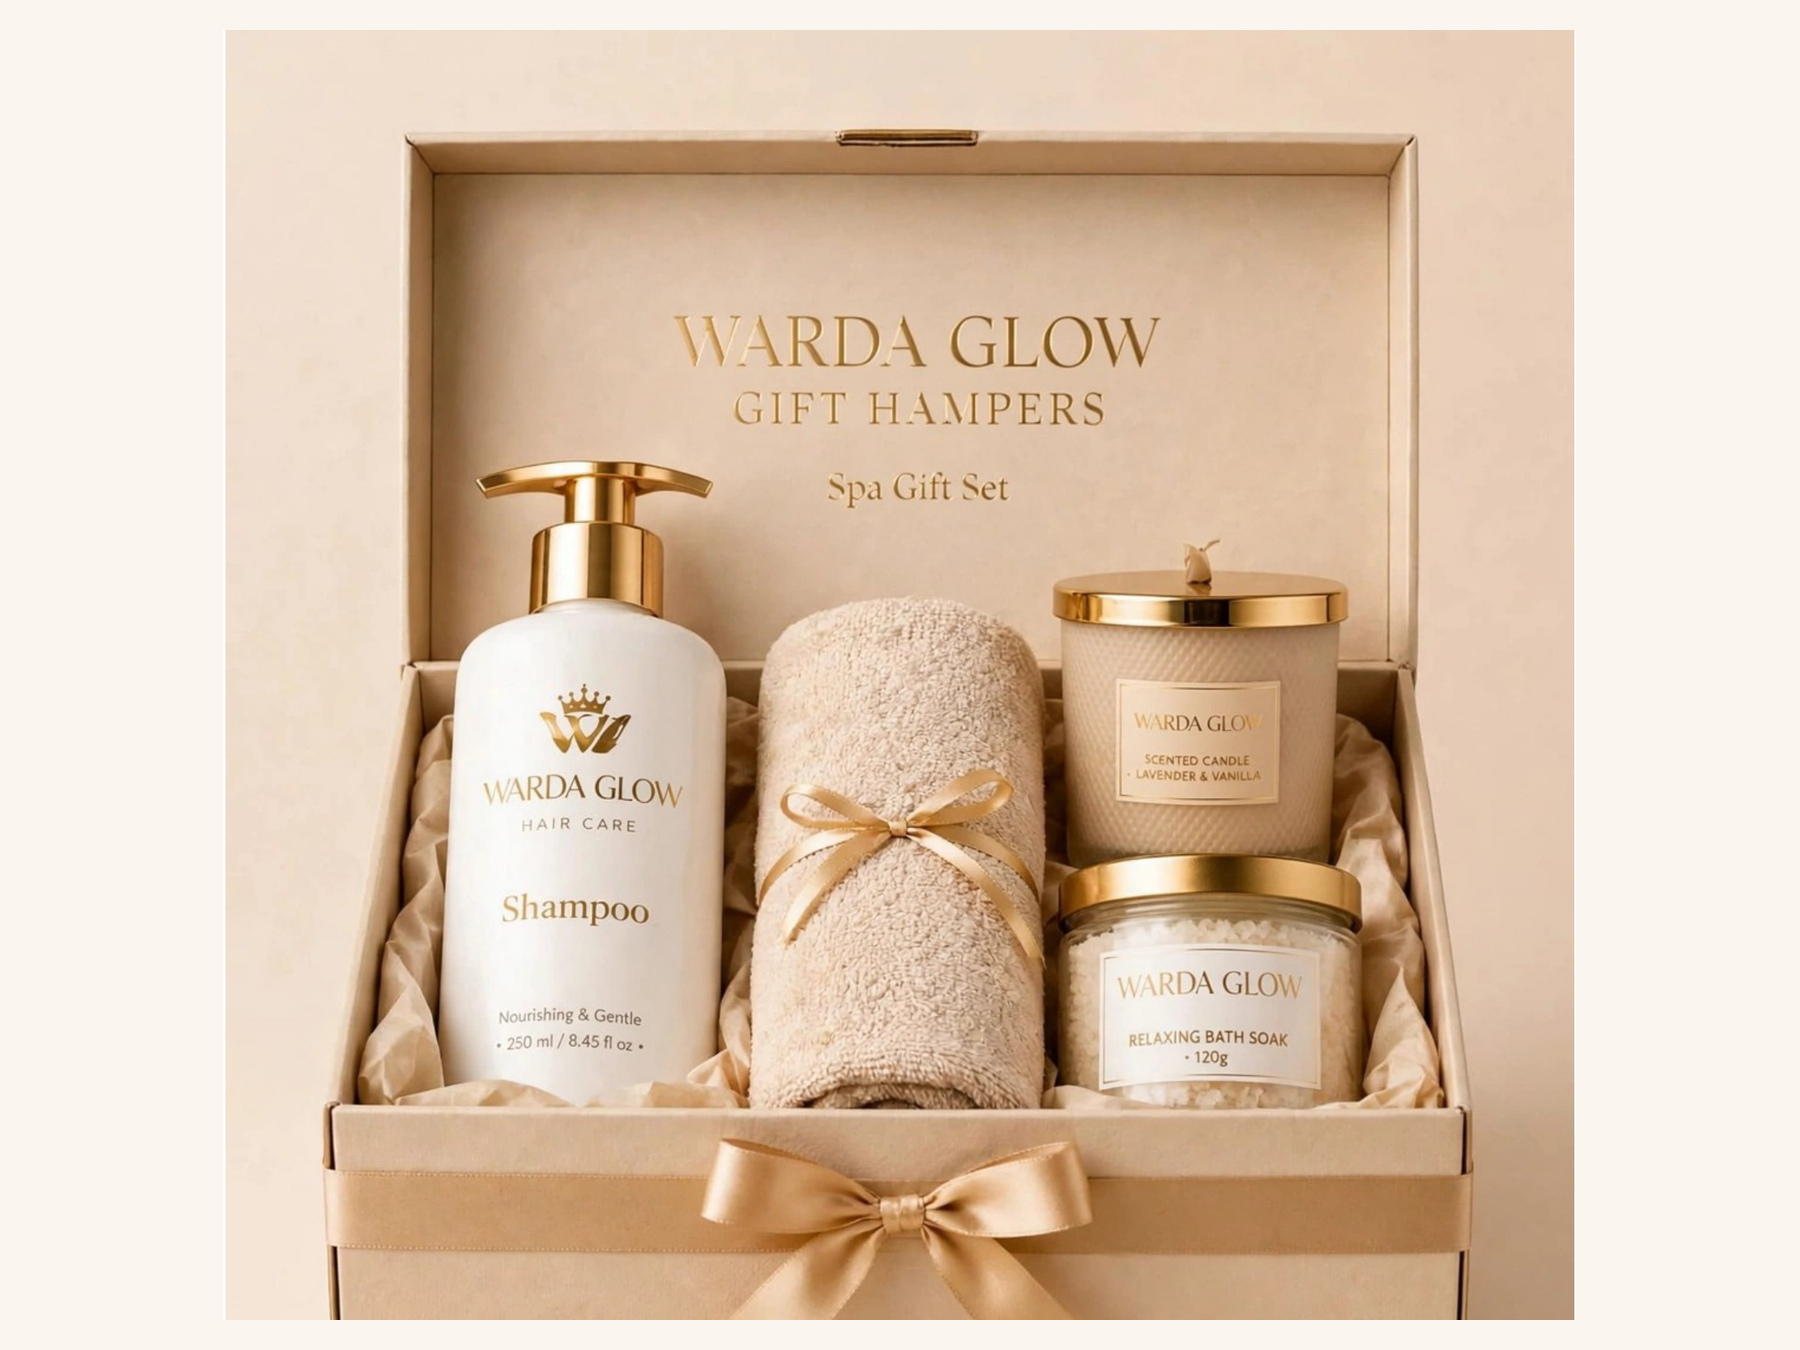 WARDA GLOW
GIFT HAMPERS
Spa Gift Set
WARDA GLOW
HAIR CARE
Shampoo
Nourishing & Gentle
• 250 ml / 8.45 fl oz •
WARDA GLOW
SCENTED CANDLE
• LAVENDER & VANILLA
WARDA GLOW
RELAXING BATH SOAK
• 120g